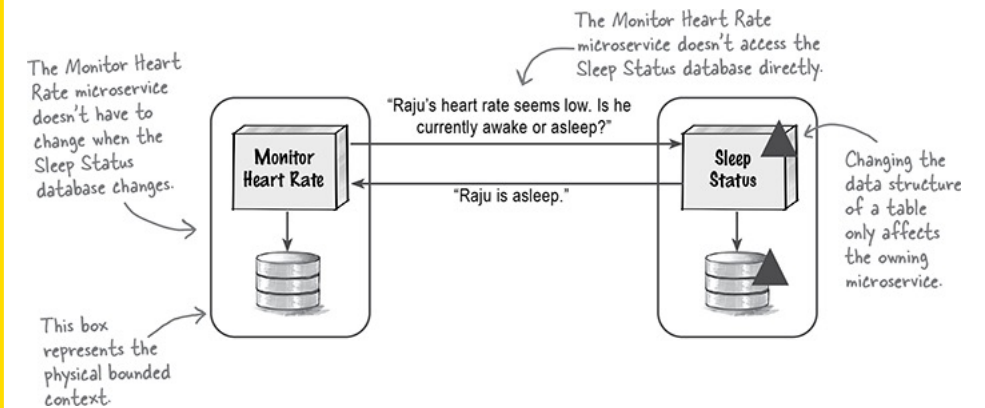 The Monitor Heart Rate
microservice doesn't access the
Sleep Status database directly.
The Monitor Heart
Rate microservice
doesn't have to
change when the
Sleep Status
database changes.
“Raju's heart rate seems low. Is he
currently awake or asleep?”
Monitor
Heart Rate
Sleep
Status
“Raju is asleep.”
Changing the
data structure
of a table
only affects
the owning
microservice.
This box
represents the
physical bounded
context.